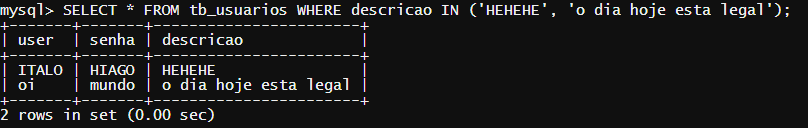 mysql> SELECT * FROM tb_usuarios WHERE descricao IN ('HEHEHE', 'o dia hoje esta legal');
+-------+-------+-----------------------+
| user  | senha | descricao             |
+-------+-------+-----------------------+
| ITALO | HIAGO | HEHEHE                |
| oi    | mundo | o dia hoje esta legal |
+-------+-------+-----------------------+
2 rows in set (0.00 sec)